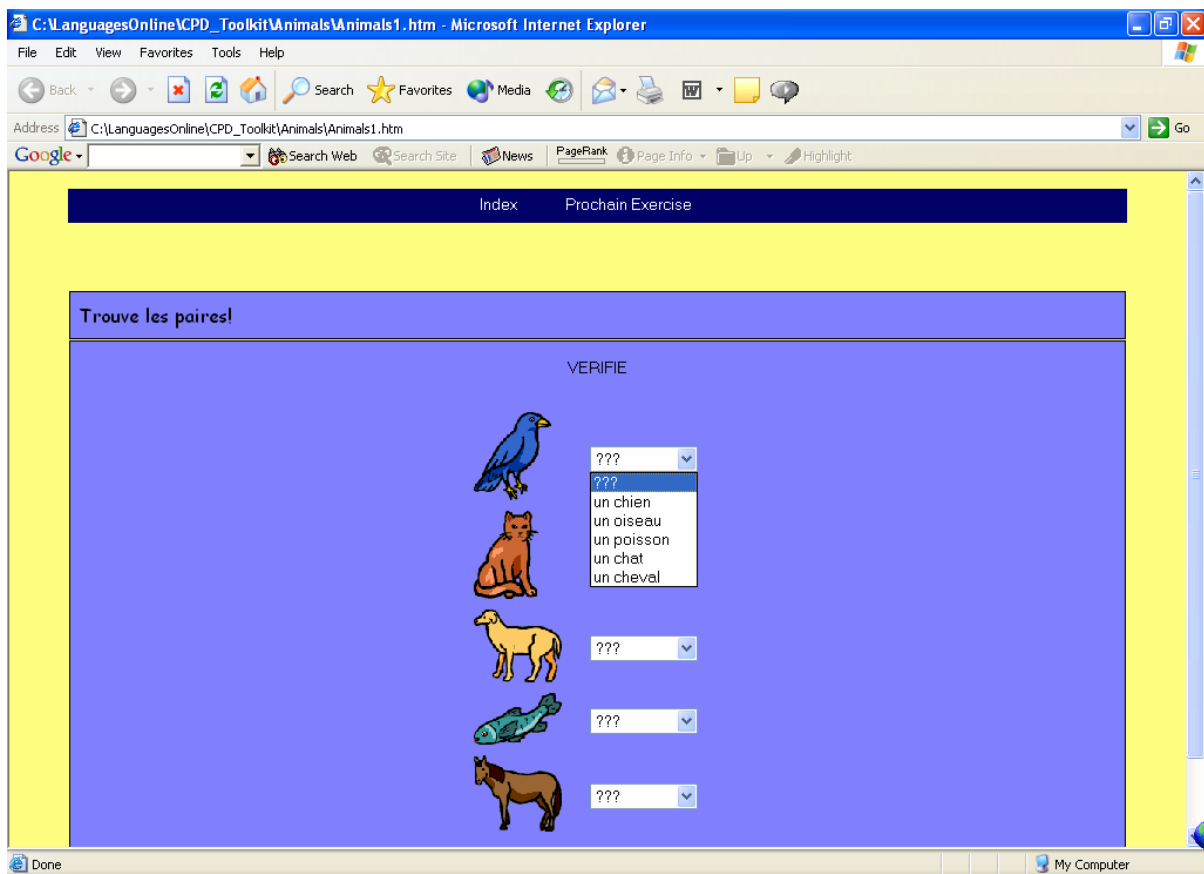 C:\LanguagesOnline\CPD_Toolkit\Animals\Animals1.htm - Microsoft Internet Explorer
File Edit View Favorites Tools Help
Back Search Favorites Media
Address C:\LanguagesOnline\CPD_Toolkit\Animals\Animals1.htm Go
Google Search Web Search Site News PageRank Page Info Up Highlight
Index Prochain Exercise
Trouve les paires!
VERIFIE
???
???
un chien
un oiseau
un poisson
un chat
un cheval
???
???
???
Done My Computer